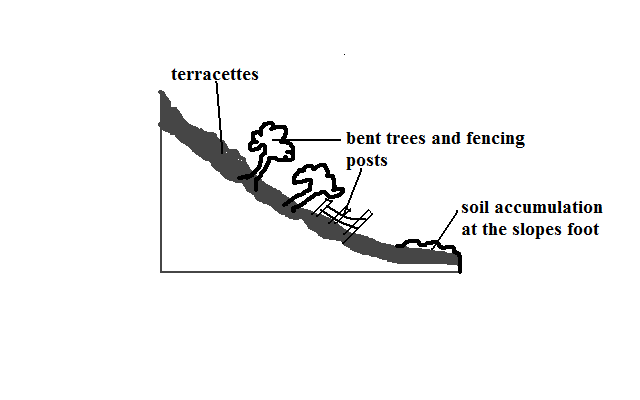 terracettes
bent trees and fencing
posts
soil accumulation
at the slopes foot